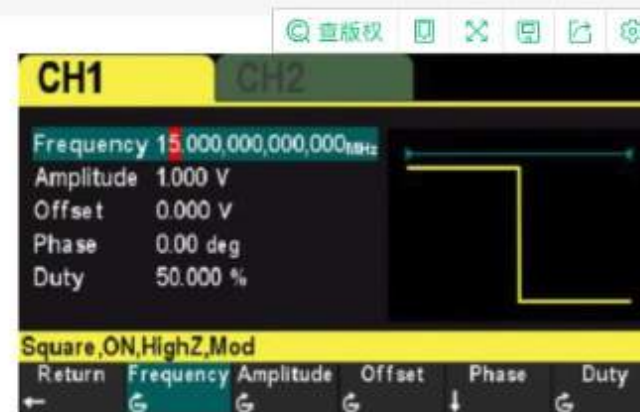 查版权
CH1 CH2
Frequency 15.000,000,000,000MHz
Amplitude 1.000 V
Offset 0.000 V
Phase 0.00 deg
Duty 50.000 %
Square,ON,HighZ,Mod
Return Frequency Amplitude Offset Phase Duty